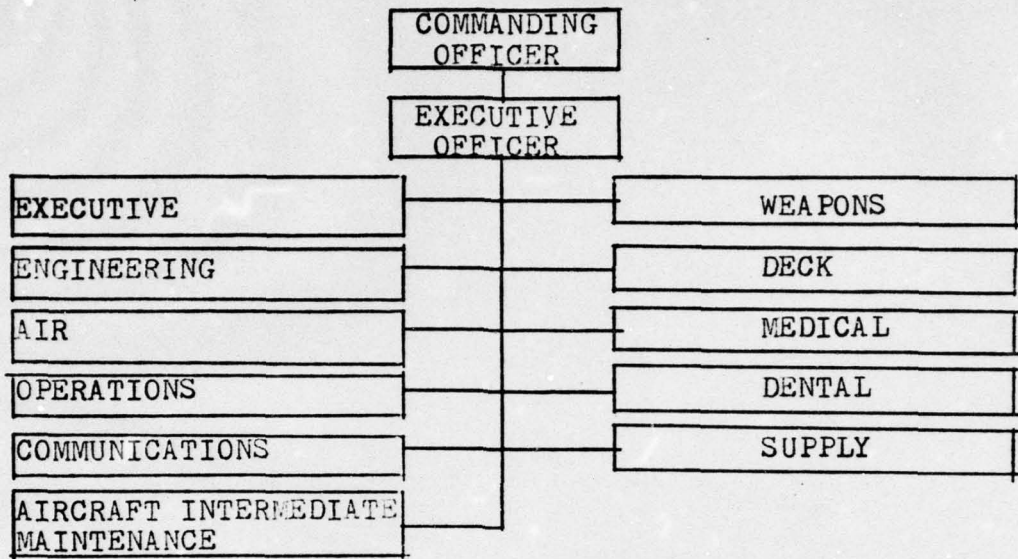 COMMANDING
OFFICER
EXECUTIVE
OFFICER
EXECUTIVE
WEAPONS
ENGINEERING
DECK
AIR
MEDICAL
OPERATIONS
DENTAL
COMMUNICATIONS
SUPPLY
AIRCRAFT INTERMEDIATE
MAINTENANCE